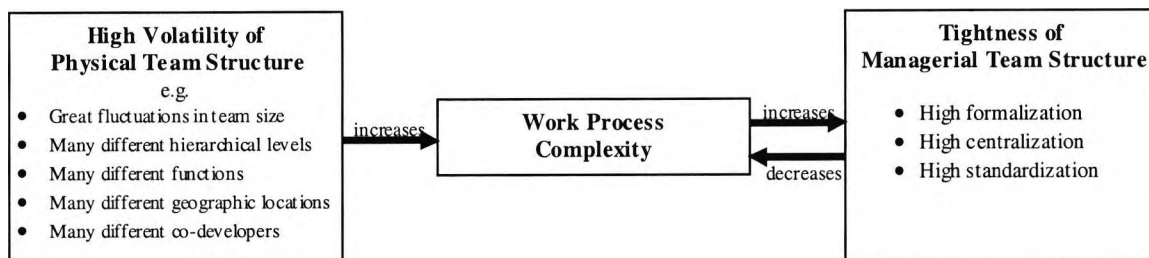 High Volatility of
Physical Team Structure
e.g.
• Great fluctuations in team size
• Many different hierarchical levels
• Many different functions
• Many different geographic locations
• Many different co-developers
increases
Work Process
Complexity
increases
decreases
Tightness of
Managerial Team Structure
• High formalization
• High centralization
• High standardization